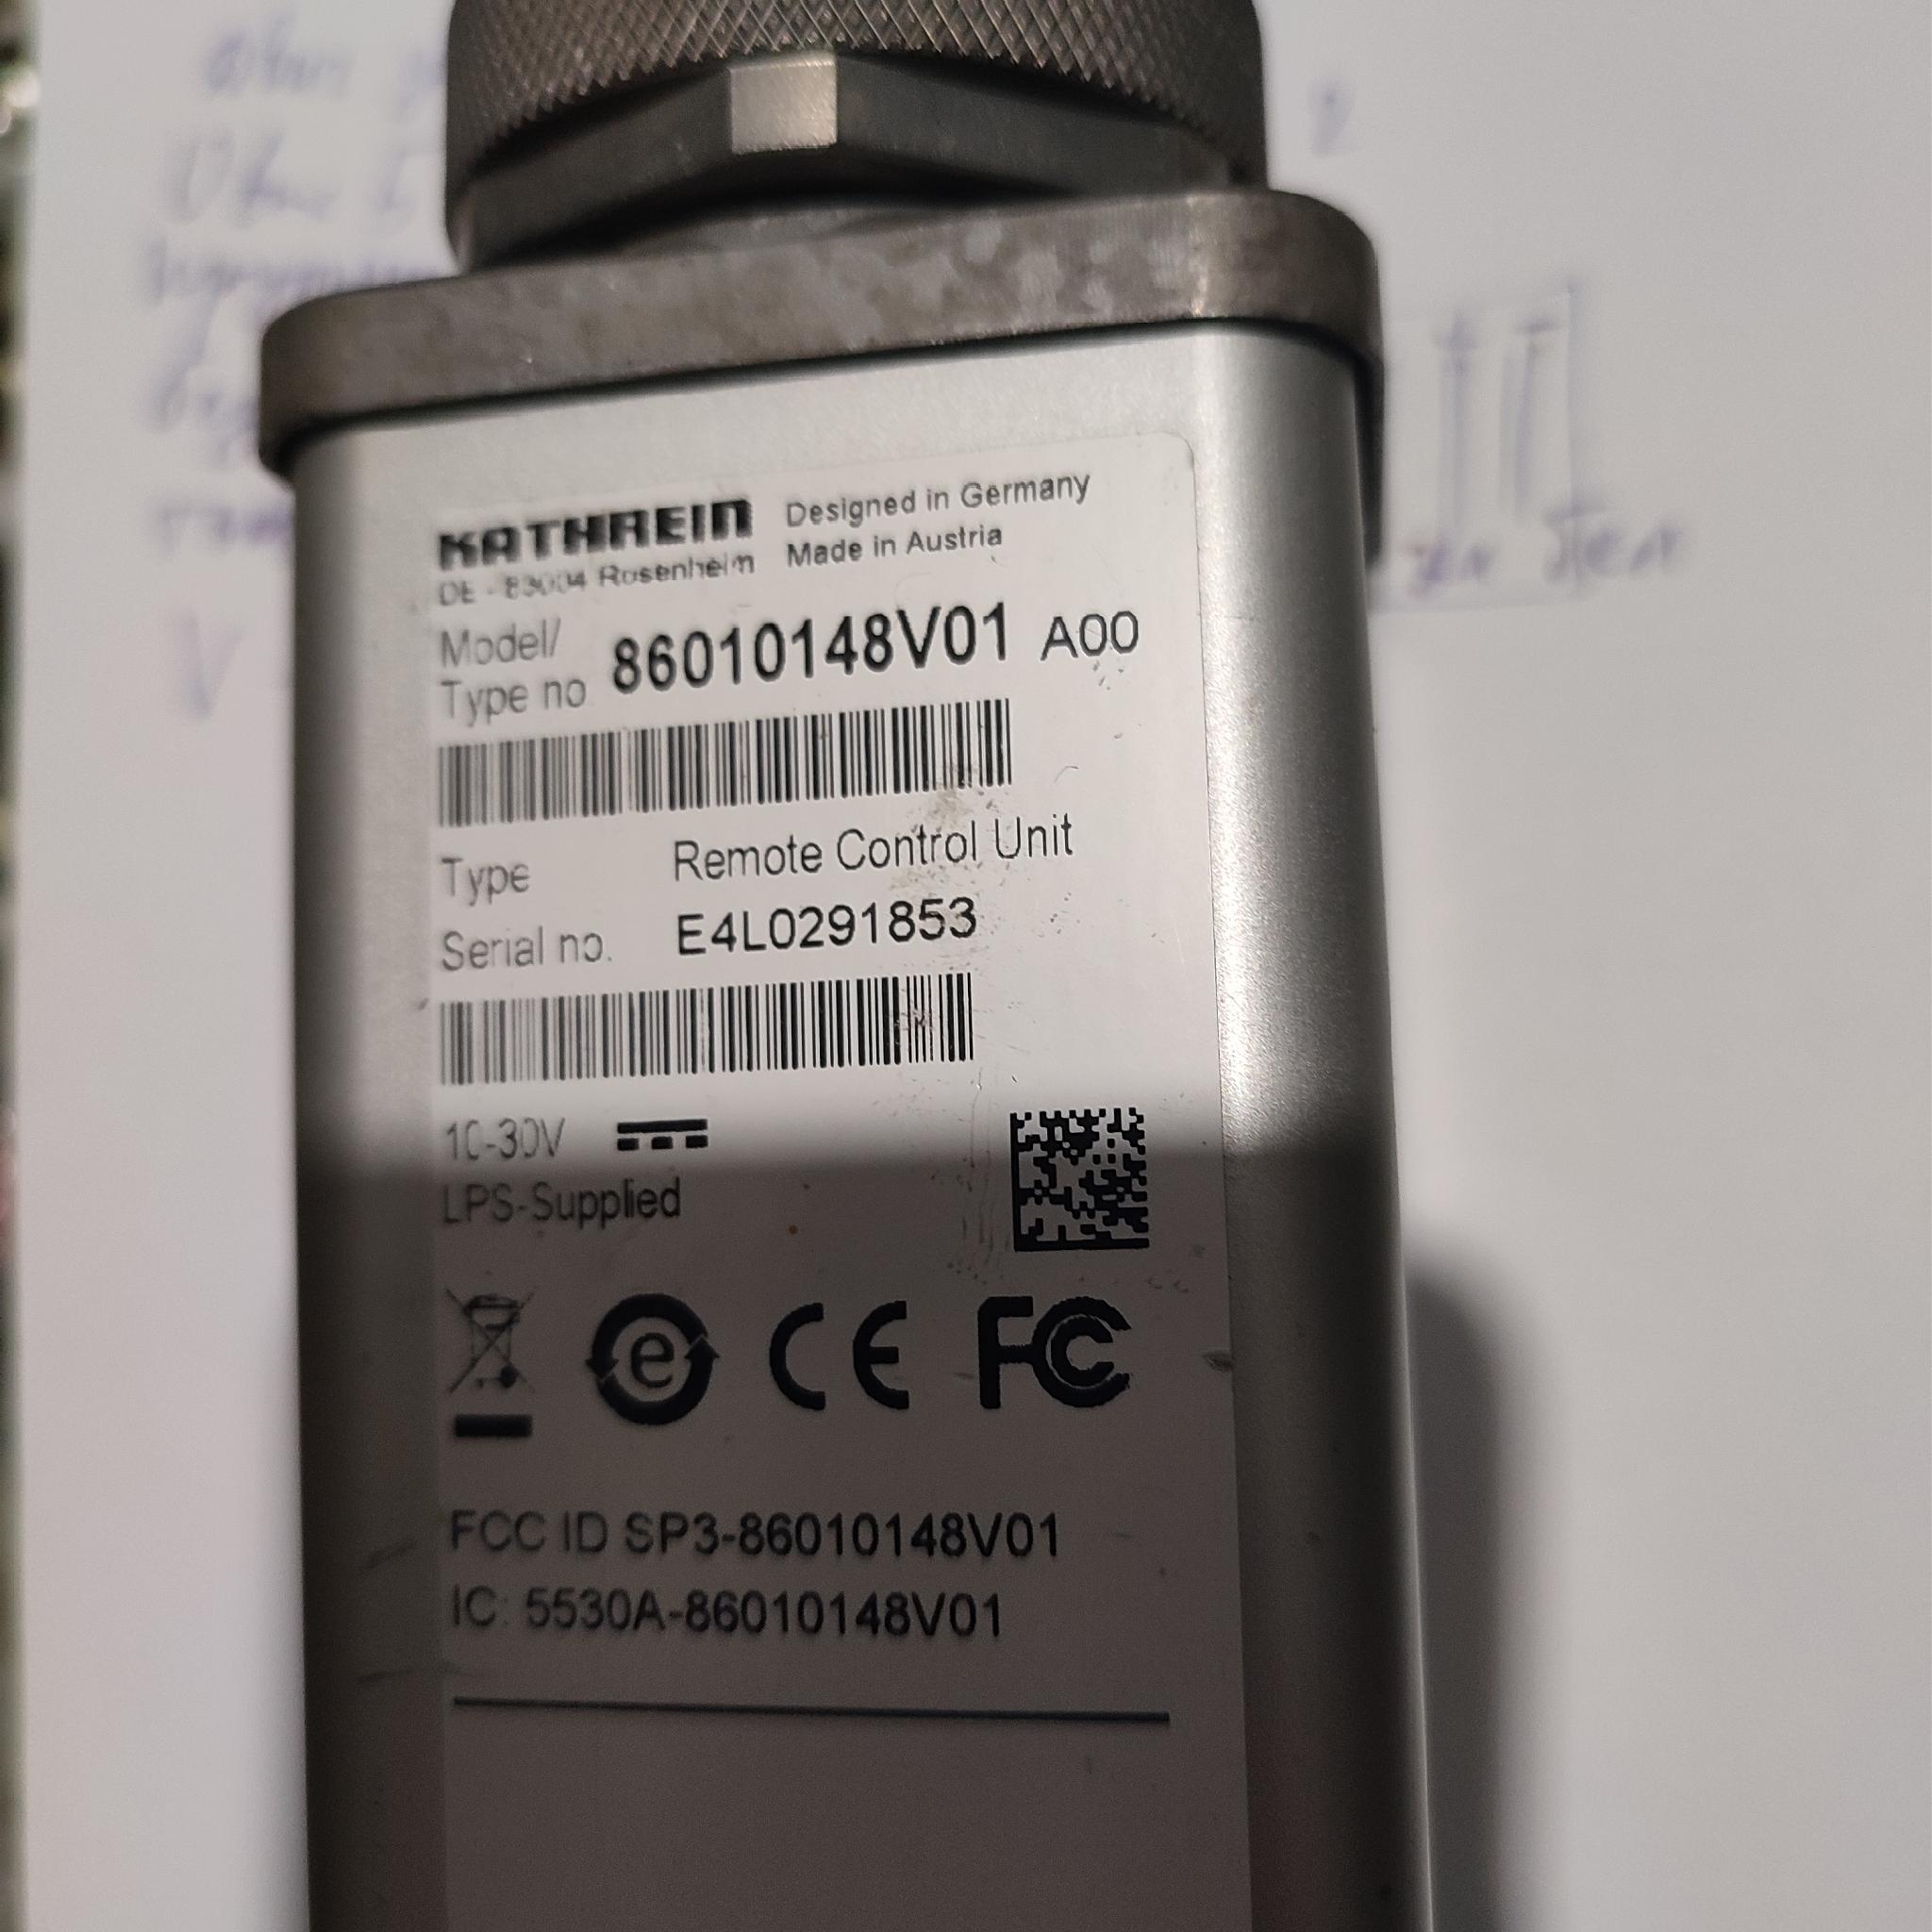 KATHREIN
Designed in Germany
Made in Austria
DE - 83004 Rosenheim
Model/
Type no 86010148V01 A00
Type Remote Control Unit
Serial no. E4L0291853
10-30V
LPS-Supplied
e
CE
FC
FCC ID SP3-86010148V01
IC: 5530A-86010148V01